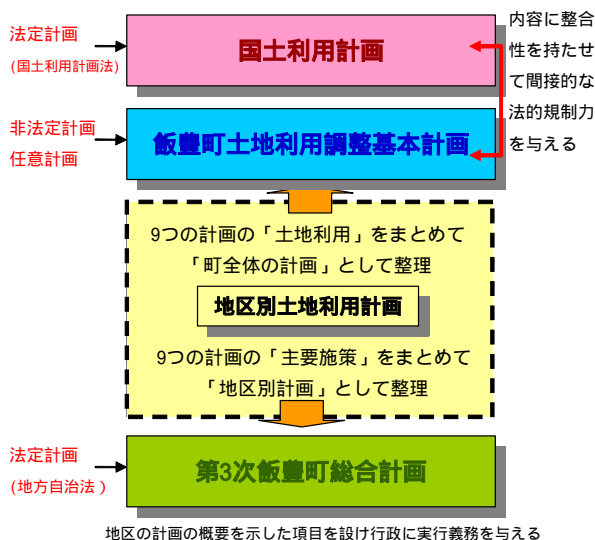 法定計画
(国土利用計画法)
国土利用計画
内容に整合
性を持たせ
て間接的な
法的規制力
を与える
非法定計画
任意計画
飯豊町土地利用調整基本計画
9つの計画の「土地利用」をまとめて
「町全体の計画」として整理
地区別土地利用計画
9つの計画の「主要施策」をまとめて
「地区別計画」として整理
法定計画
(地方自治法)
第3次飯豊町総合計画
地区の計画の概要を示した項目を設け行政に実行義務を与える